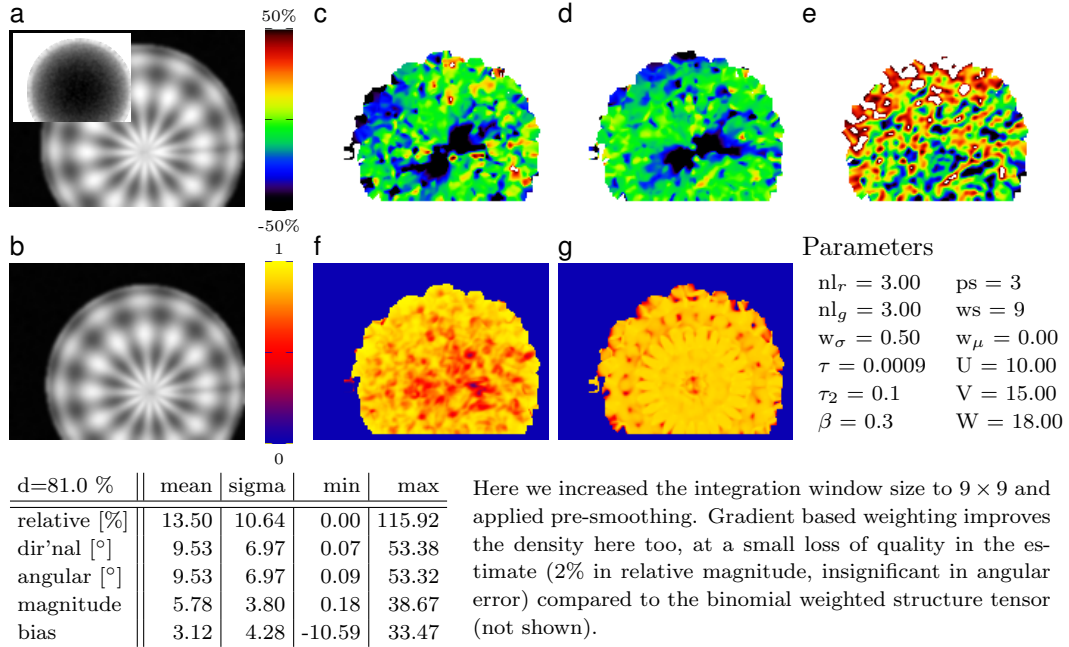 a
50%
c
d
e
-50%
b
1
f
g
0
Parameters
nl_r = 3.00 ps = 3
nl_g = 3.00 ws = 9
w_σ = 0.50 w_μ = 0.00
τ = 0.0009 U = 10.00
τ_2 = 0.1 V = 15.00
β = 0.3 W = 18.00
d=81.0 % mean sigma min max
relative [%] 13.50 10.64 0.00 115.92
dir'nal [°] 9.53 6.97 0.07 53.38
angular [°] 9.53 6.97 0.09 53.32
magnitude 5.78 3.80 0.18 38.67
bias 3.12 4.28 -10.59 33.47
Here we increased the integration window size to 9 × 9 and
applied pre-smoothing. Gradient based weighting improves
the density here too, at a small loss of quality in the es-
timate (2% in relative magnitude, insignificant in angular
error) compared to the binomial weighted structure tensor
(not shown).